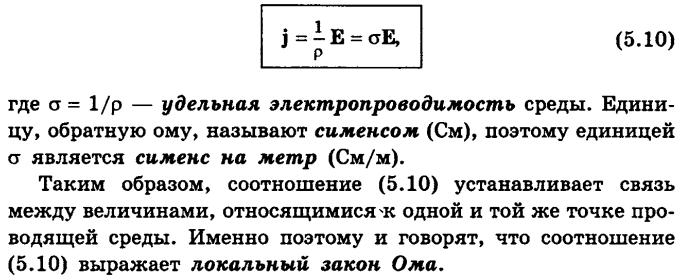 j = 1/ρ E = σE, (5.10)
где σ = 1/ρ — удельная электропроводимость среды. Едини-
цу, обратную ому, называют сименсом (См), поэтому единицей
σ является сименс на метр (См/м).
Таким образом, соотношение (5.10) устанавливает связь
между величинами, относящимися к одной и той же точке про-
водящей среды. Именно поэтому и говорят, что соотношение
(5.10) выражает локальный закон Ома.